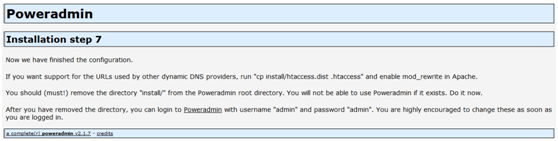 Poweradmin
Installation step 7
Now we have finished the configuration.
If you want support for the URLs used by other dynamic DNS providers, run "cp install/htaccess.dist .htaccess" and enable mod_rewrite in Apache.
You should (must!) remove the directory "install/" from the Poweradmin root directory. You will not be able to use Poweradmin if it exists. Do it now.
After you have removed the directory, you can login to Poweradmin with username "admin" and password "admin". You are highly encouraged to change these as soon
you are logged in.
a complete(r) poweradmin v2.1.7 - credits